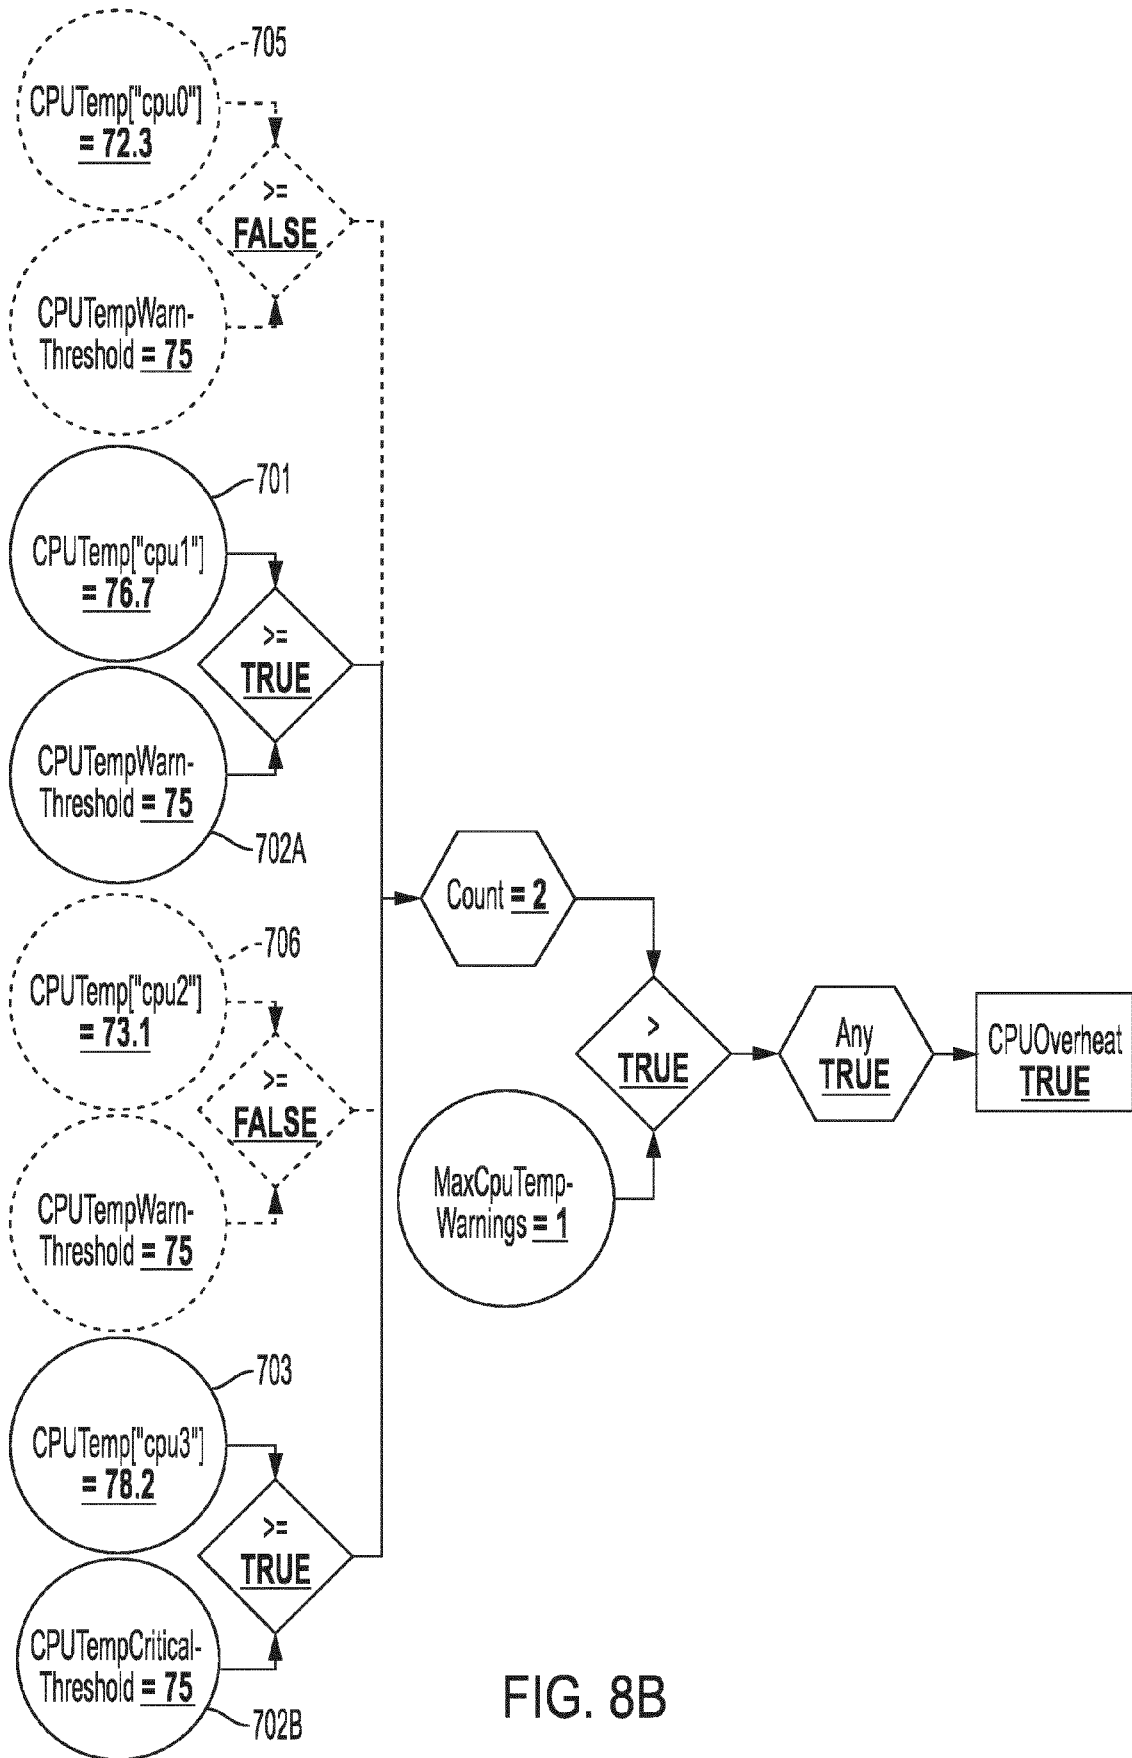 705
CPUTemp["cpu0"]
= 72.3
>=
FALSE
CPUTempWarn-
Threshold = 75
701
CPUTemp["cpu1"]
= 76.7
>=
TRUE
CPUTempWarn-
Threshold = 75
702A
Count = 2
706
CPUTemp["cpu2"]
= 73.1
>=
FALSE
>
TRUE
Any
TRUE
CPUOverheat
TRUE
CPUTempWarn-
Threshold = 75
MaxCpuTemp-
Warnings = 1
703
CPUTemp["cpu3"]
= 78.2
>=
TRUE
CPUTempCritical-
Threshold = 75
702B
FIG. 8B